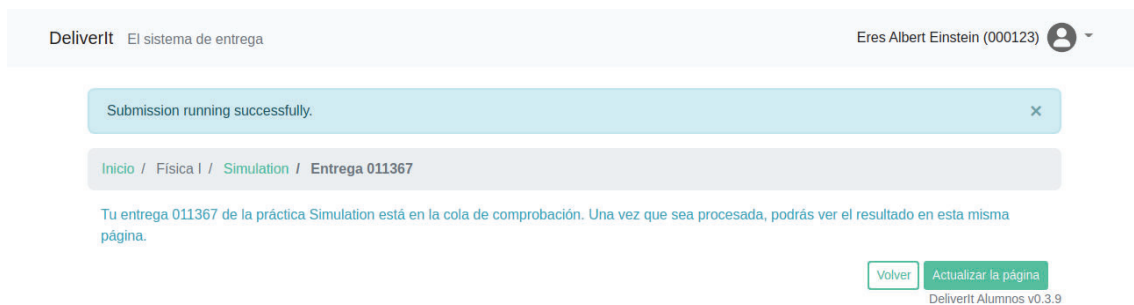 DeliverIt El sistema de entrega Eres Albert Einstein (000123)
Submission running successfully. ×
Inicio / Física I / Simulation / Entrega 011367
Tu entrega 011367 de la práctica Simulation está en la cola de comprobación. Una vez que sea procesada, podrás ver el resultado en esta misma
página.
Volver Actualizar la página
DeliverIt Alumnos v0.3.9